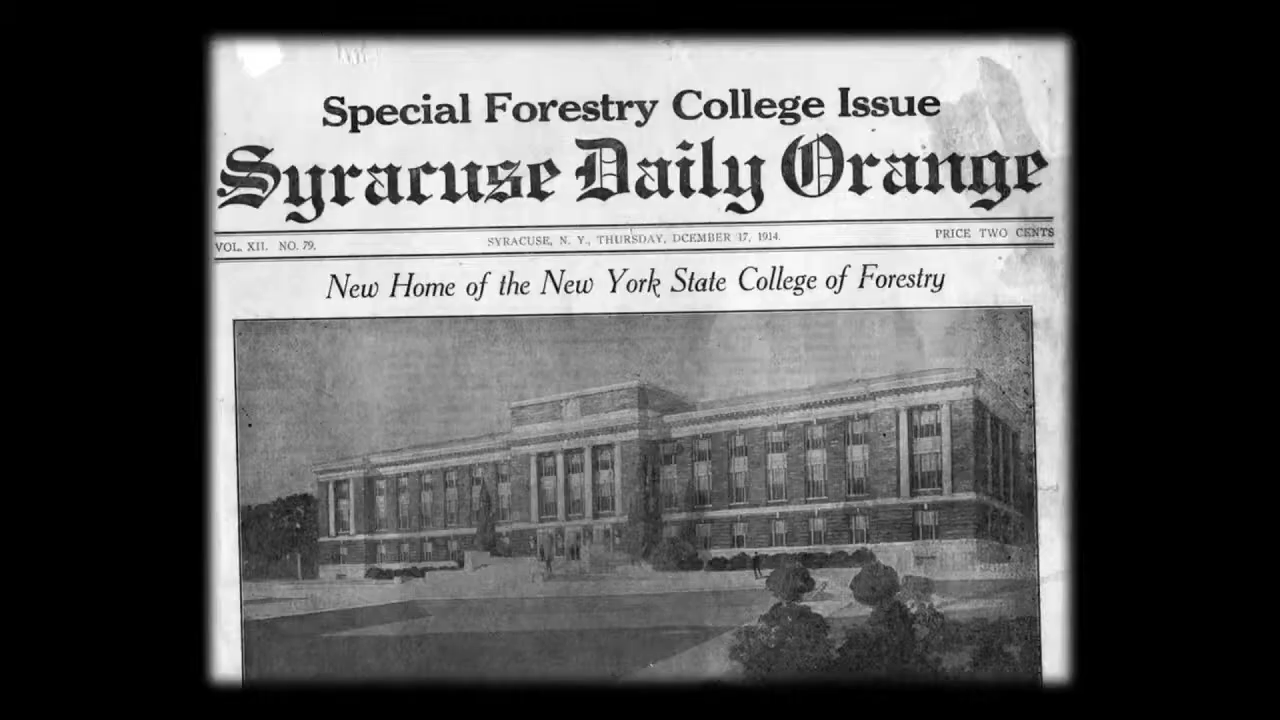 Special Forestry College Issue
Syracuse Daily Orange
VOL. XII. NO. 79. SYRACUSE, N. Y., THURSDAY, DCEMBER 17, 1914. PRICE TWO CENTS
New Home of the New York State College of Forestry